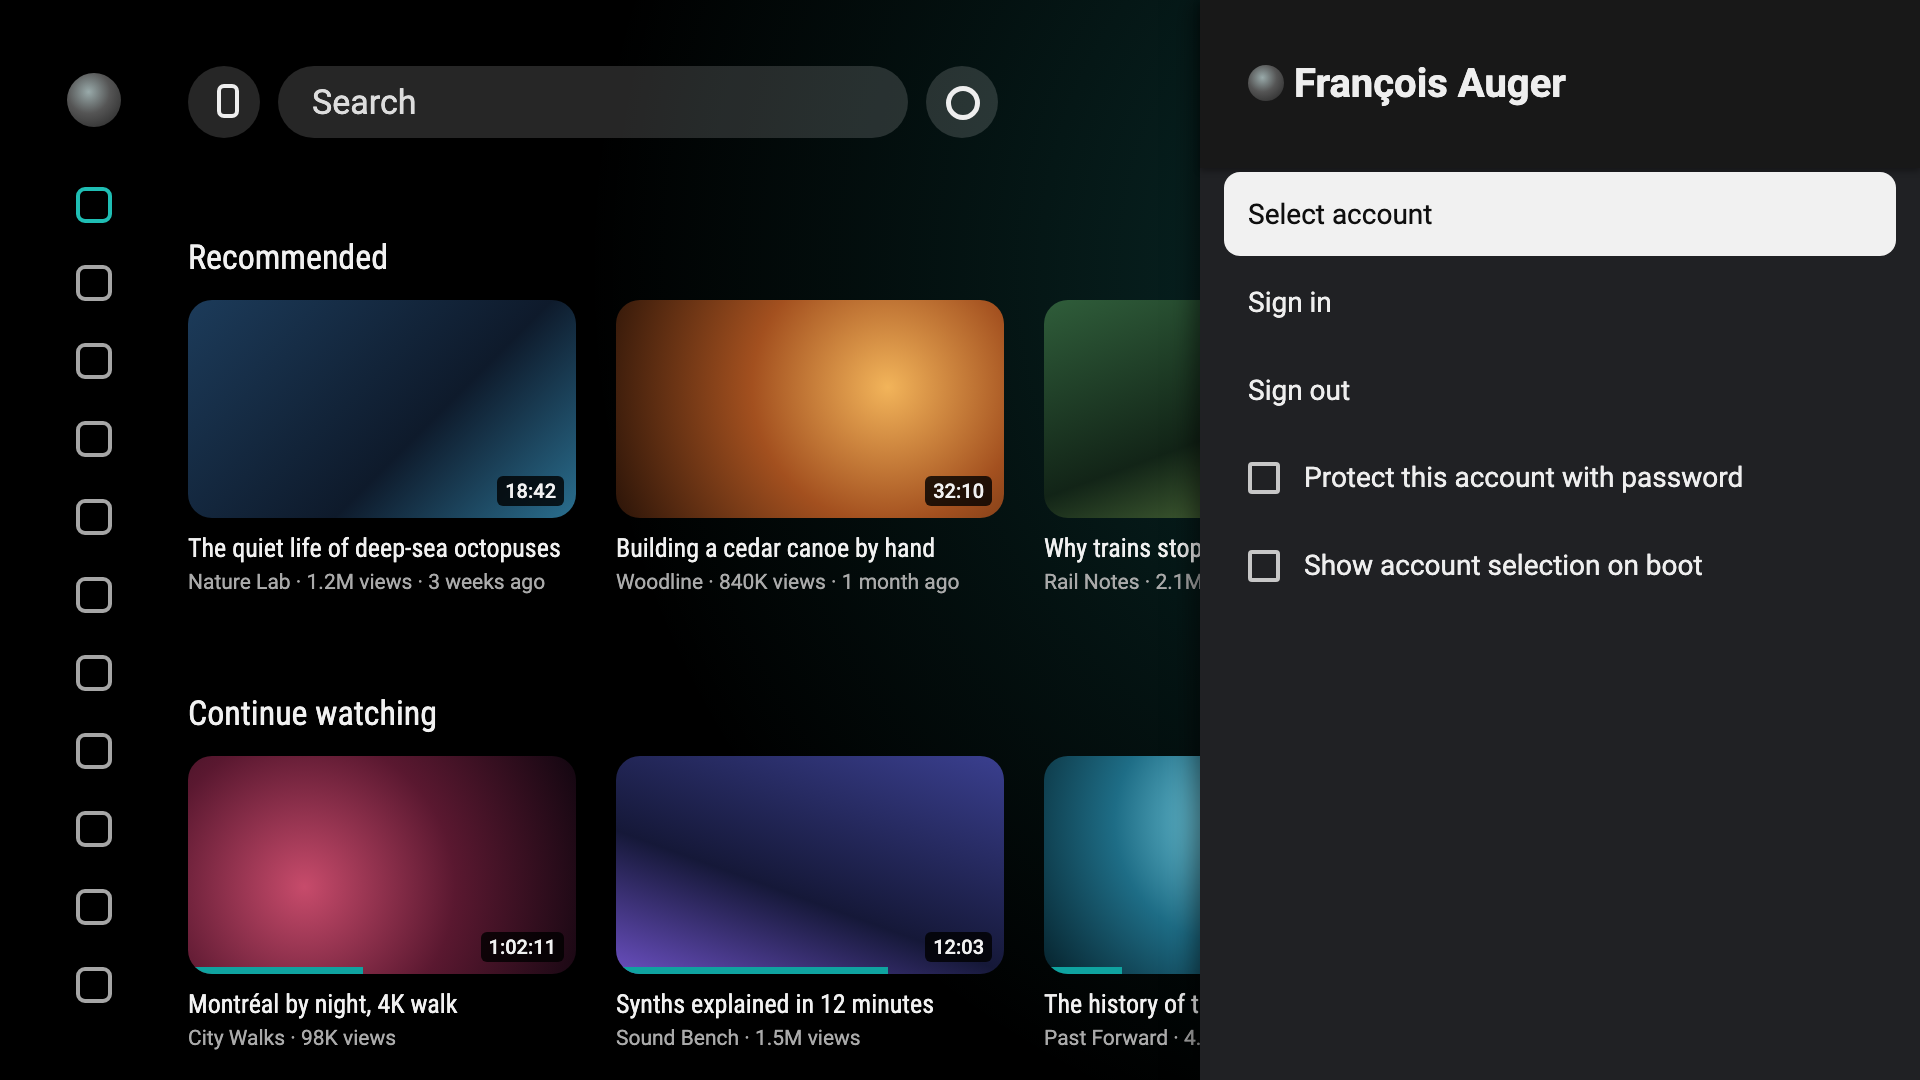 Search
Recommended
18:42
The quiet life of deep-sea octopuses
Nature Lab · 1.2M views · 3 weeks ago
32:10
Building a cedar canoe by hand
Woodline · 840K views · 1 month ago
Why trains stop
Rail Notes · 2.1M
Continue watching
1:02:11
Montréal by night, 4K walk
City Walks · 98K views
12:03
Synths explained in 12 minutes
Sound Bench · 1.5M views
The history of t
Past Forward · 4.
François Auger
Select account
Sign in
Sign out
Protect this account with password
Show account selection on boot